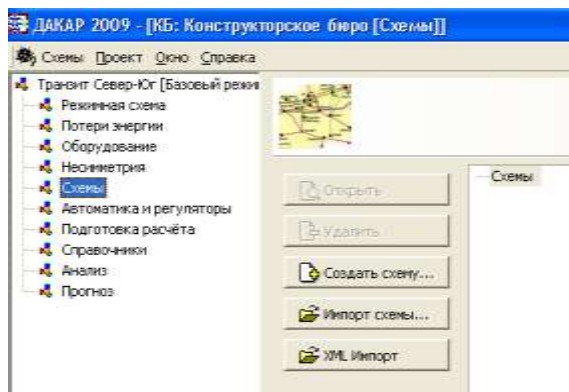 ДАКАР 2009 - [КБ: Конструкторское бюро [Схемы]]
Схемы Проект Окно Справка
Транзит Север-Юг [Базовый режи
Режимная схема
Потери энергии
Оборудование
Несимметрия
Схемы
Автоматика и регуляторы
Подготовка расчёта
Справочники
Анализ
Прогноз
Открыть
Удалить
Создать схему...
Импорт схемы...
XML Импорт
Схемы